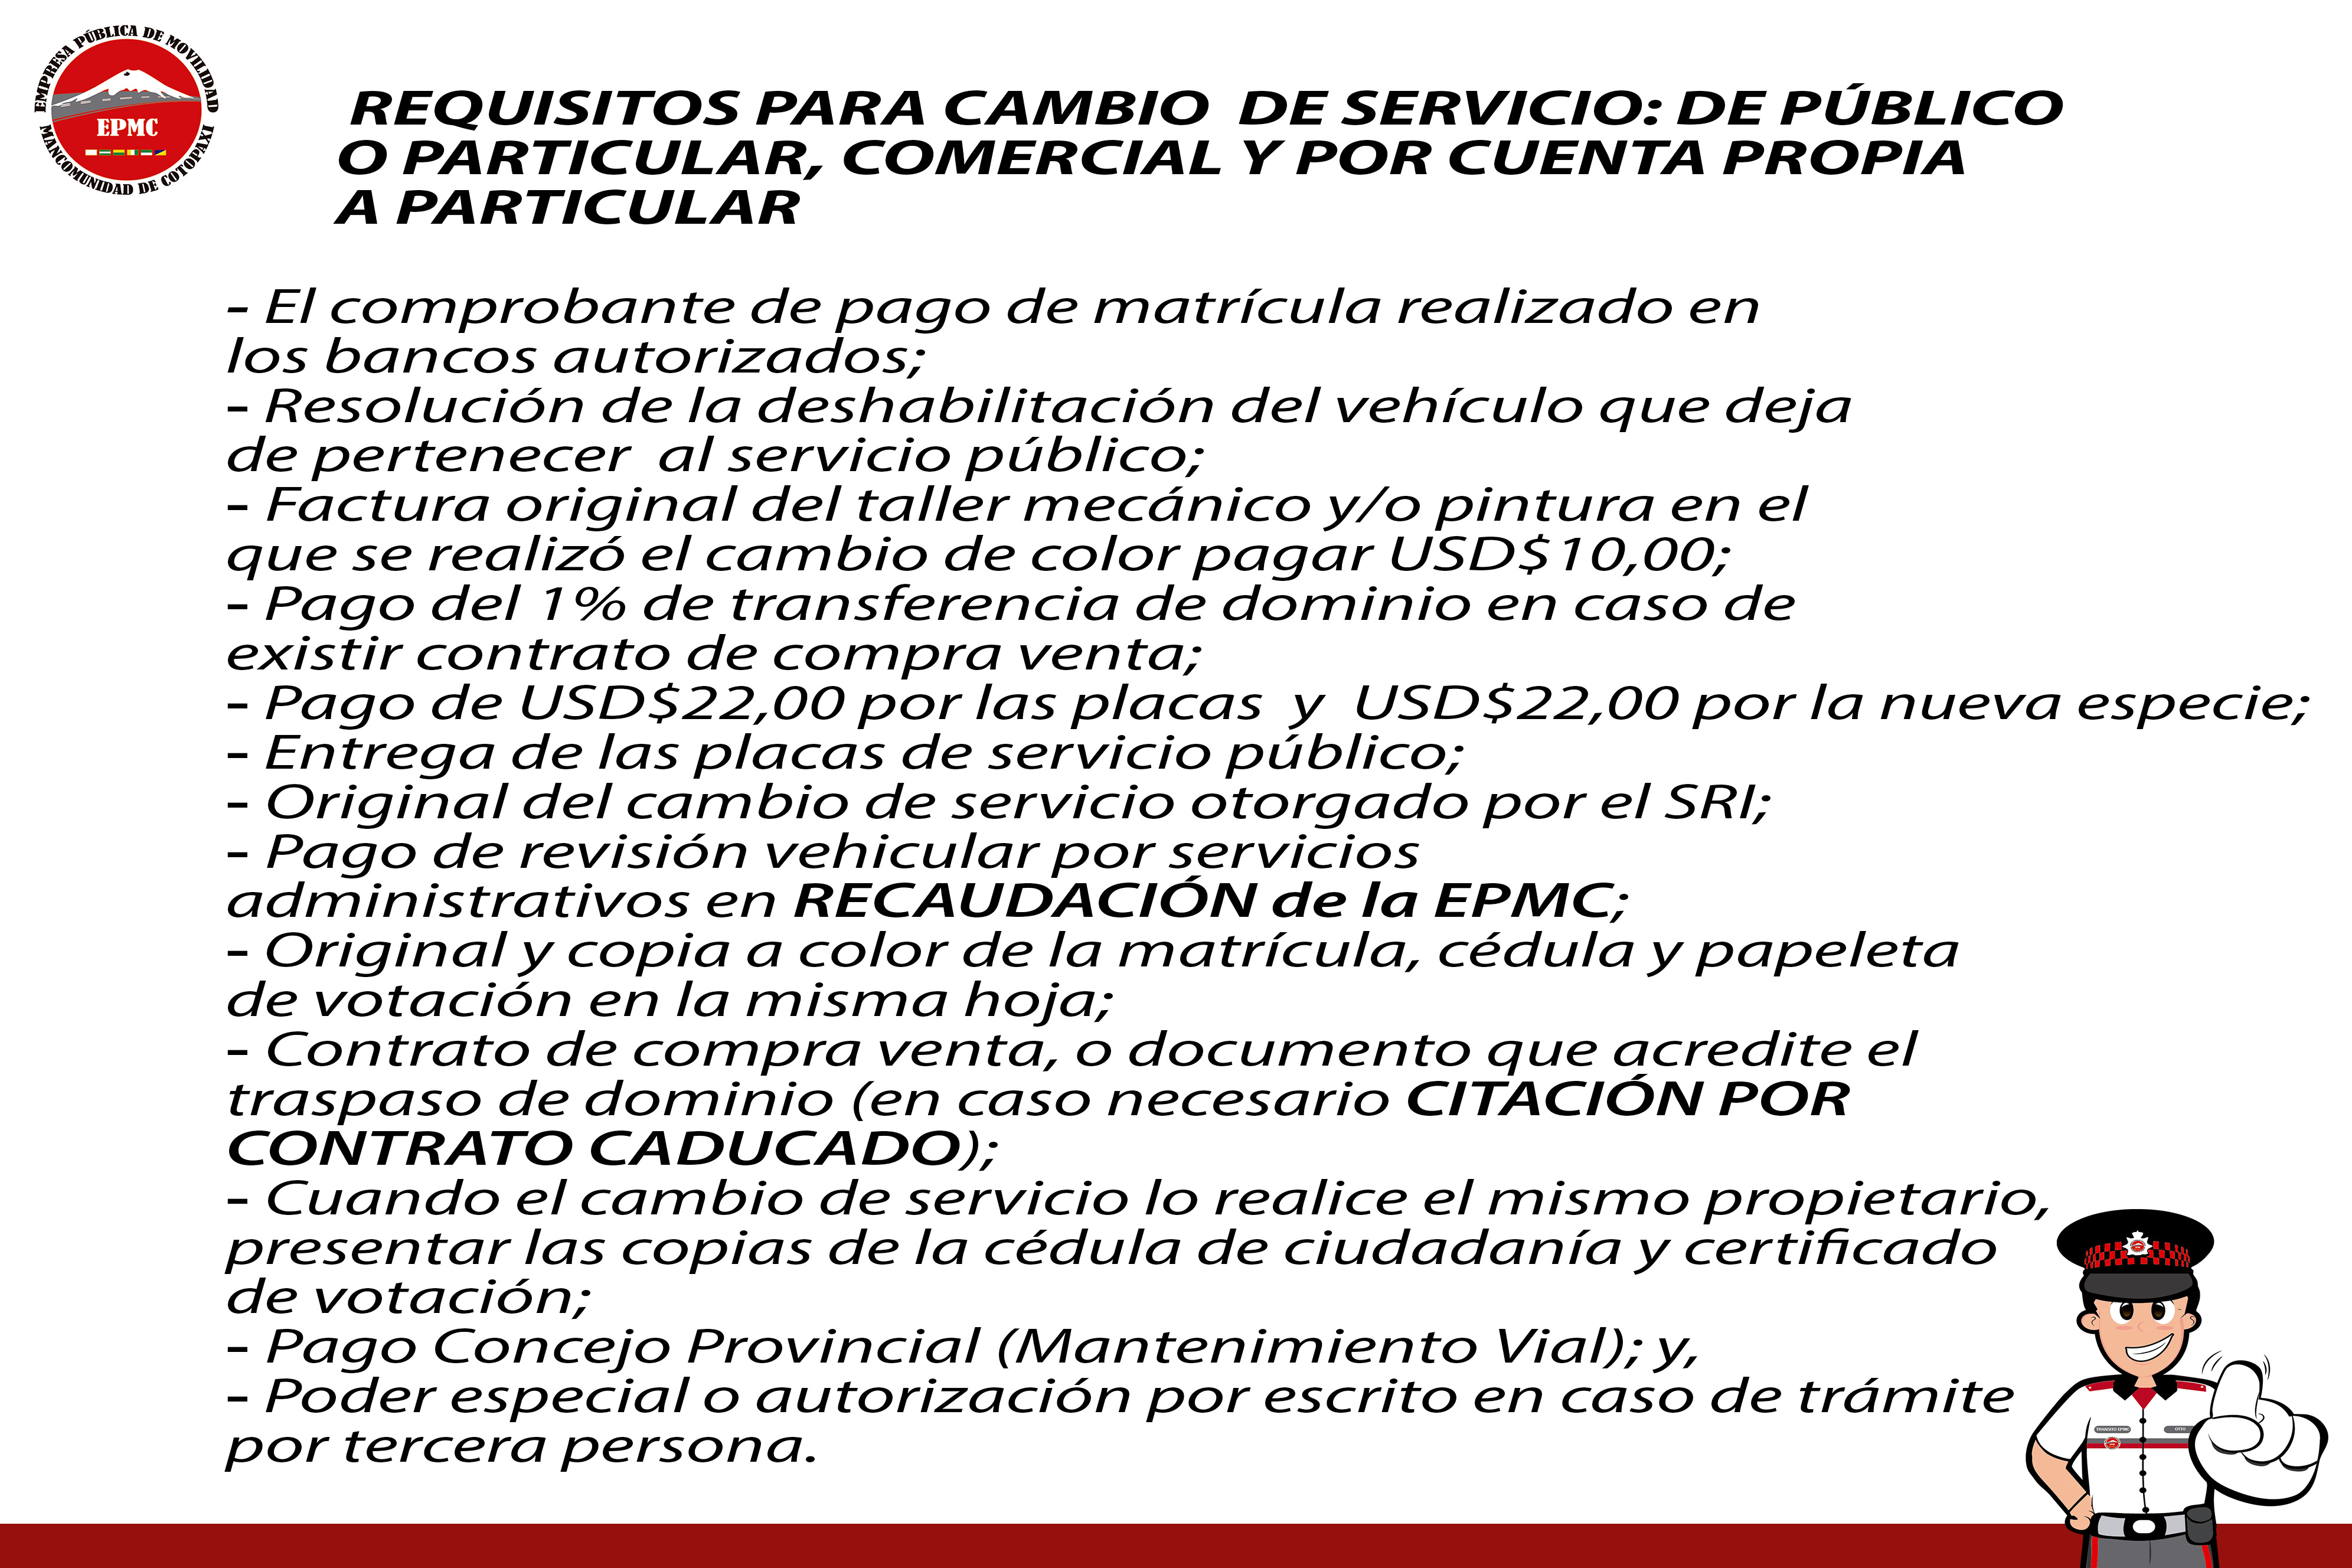 EMPRESA PÚBLICA DE MOVILIDAD
EPMC
MANCOMUNIDAD DE COTOPAXI
REQUISITOS PARA CAMBIO DE SERVICIO: DE PÚBLICO
O PARTICULAR, COMERCIAL Y POR CUENTA PROPIA
A PARTICULAR
- El comprobante de pago de matrícula realizado en
los bancos autorizados;
- Resolución de la deshabilitación del vehículo que deja
de pertenecer al servicio público;
- Factura original del taller mecánico y/o pintura en el
que se realizó el cambio de color pagar USD$10,00;
- Pago del 1% de transferencia de dominio en caso de
existir contrato de compra venta;
- Pago de USD$22,00 por las placas y USD$22,00 por la nueva especie;
- Entrega de las placas de servicio público;
- Original del cambio de servicio otorgado por el SRI;
- Pago de revisión vehicular por servicios
administrativos en RECAUDACIÓN de la EPMC;
- Original y copia a color de la matrícula, cédula y papeleta
de votación en la misma hoja;
- Contrato de compra venta, o documento que acredite el
traspaso de dominio (en caso necesario CITACIÓN POR
CONTRATO CADUCADO);
- Cuando el cambio de servicio lo realice el mismo propietario,
presentar las copias de la cédula de ciudadanía y certificado
de votación;
- Pago Concejo Provincial (Mantenimiento Vial); y,
- Poder especial o autorización por escrito en caso de trámite
por tercera persona.
TRANSITO EPMC